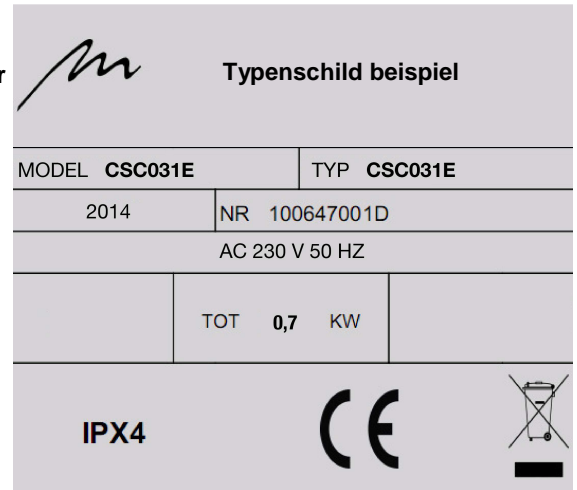 r
Typenschild beispiel
MODEL CSC031E TYP CSC031E
2014 NR 100647001D
AC 230 V 50 HZ
TOT 0,7 KW
IPX4 CE